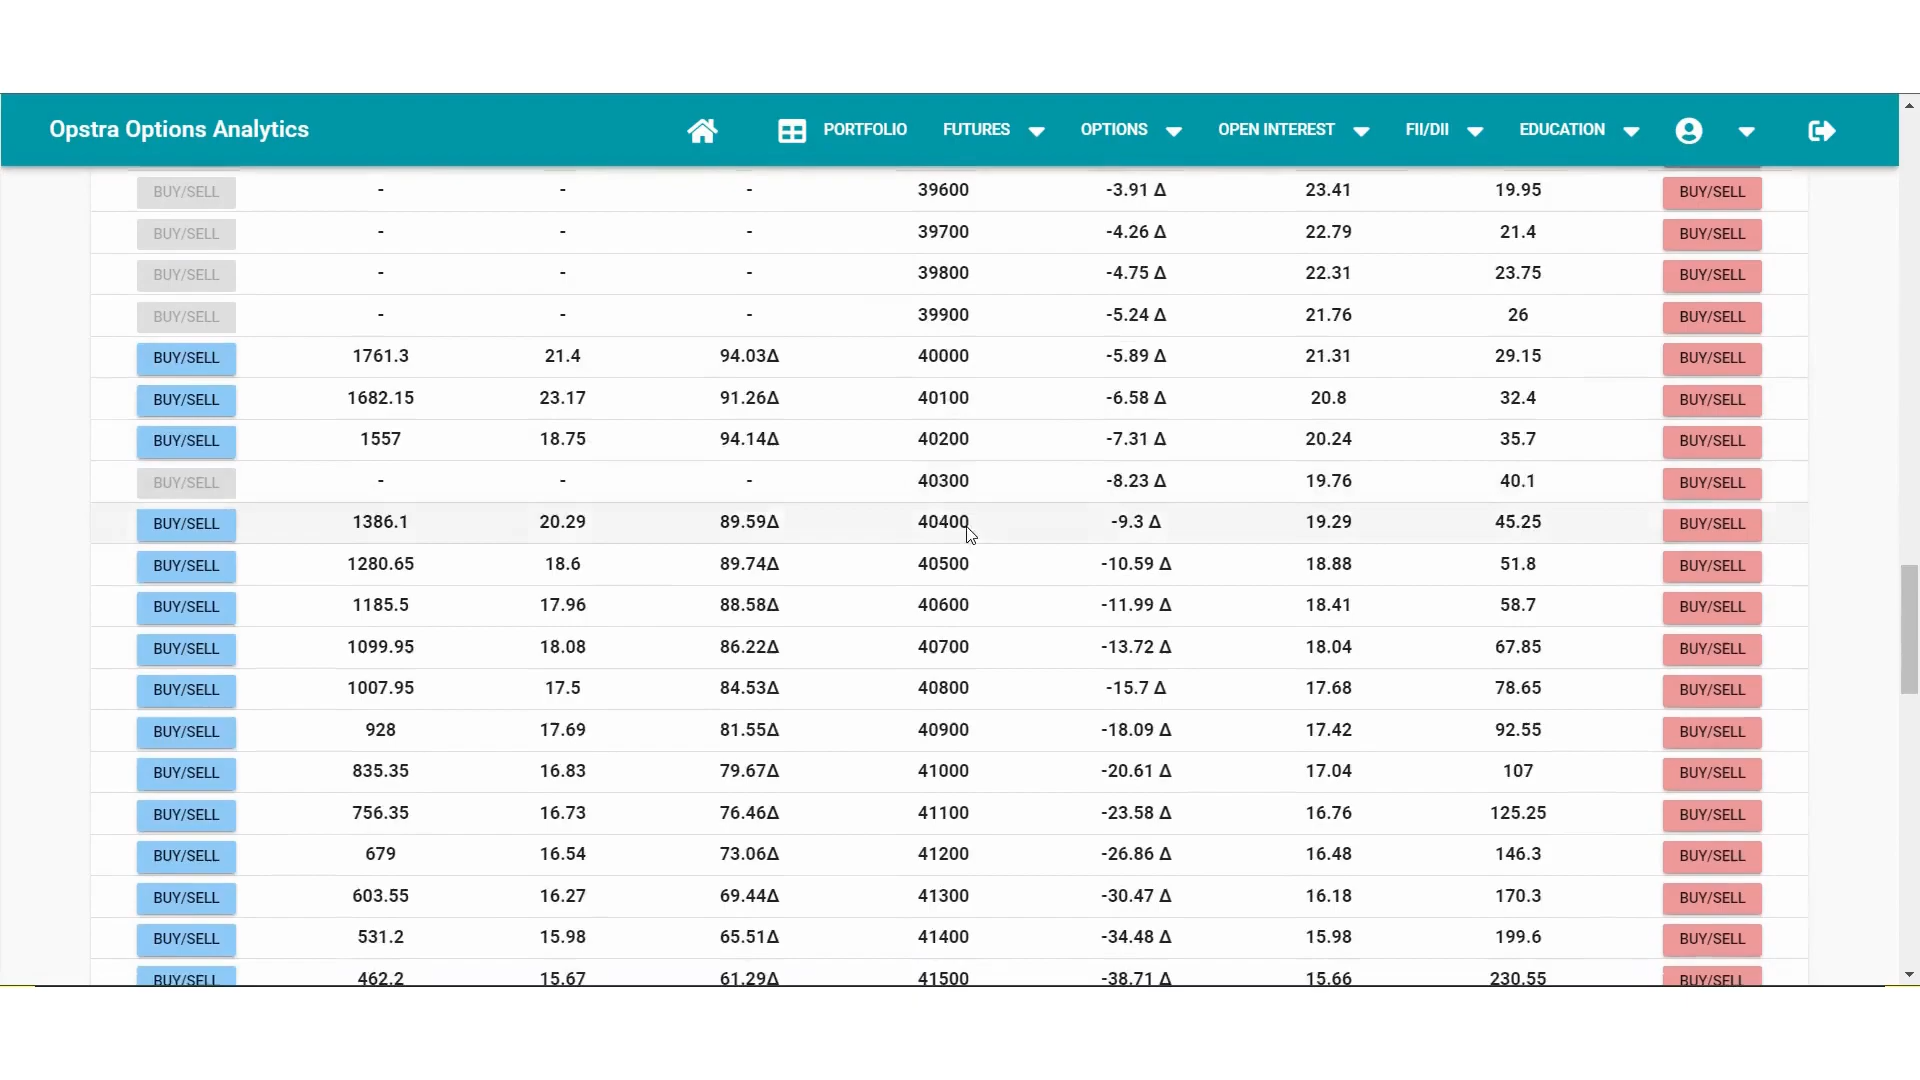 Opstra Options Analytics PORTFOLIO FUTURES OPTIONS OPEN INTEREST FII/DII EDUCATION
BUY/SELL - - - 39600 -3.91 Δ 23.41 19.95 BUY/SELL
BUY/SELL - - - 39700 -4.26 Δ 22.79 21.4 BUY/SELL
BUY/SELL - - - 39800 -4.75 Δ 22.31 23.75 BUY/SELL
BUY/SELL - - - 39900 -5.24 Δ 21.76 26 BUY/SELL
BUY/SELL 1761.3 21.4 94.03Δ 40000 -5.89 Δ 21.31 29.15 BUY/SELL
BUY/SELL 1682.15 23.17 91.26Δ 40100 -6.58 Δ 20.8 32.4 BUY/SELL
BUY/SELL 1557 18.75 94.14Δ 40200 -7.31 Δ 20.24 35.7 BUY/SELL
BUY/SELL - - - 40300 -8.23 Δ 19.76 40.1 BUY/SELL
BUY/SELL 1386.1 20.29 89.59Δ 40400 -9.3 Δ 19.29 45.25 BUY/SELL
BUY/SELL 1280.65 18.6 89.74Δ 40500 -10.59 Δ 18.88 51.8 BUY/SELL
BUY/SELL 1185.5 17.96 88.58Δ 40600 -11.99 Δ 18.41 58.7 BUY/SELL
BUY/SELL 1099.95 18.08 86.22Δ 40700 -13.72 Δ 18.04 67.85 BUY/SELL
BUY/SELL 1007.95 17.5 84.53Δ 40800 -15.7 Δ 17.68 78.65 BUY/SELL
BUY/SELL 928 17.69 81.55Δ 40900 -18.09 Δ 17.42 92.55 BUY/SELL
BUY/SELL 835.35 16.83 79.67Δ 41000 -20.61 Δ 17.04 107 BUY/SELL
BUY/SELL 756.35 16.73 76.46Δ 41100 -23.58 Δ 16.76 125.25 BUY/SELL
BUY/SELL 679 16.54 73.06Δ 41200 -26.86 Δ 16.48 146.3 BUY/SELL
BUY/SELL 603.55 16.27 69.44Δ 41300 -30.47 Δ 16.18 170.3 BUY/SELL
BUY/SELL 531.2 15.98 65.51Δ 41400 -34.48 Δ 15.98 199.6 BUY/SELL
BUY/SELL 462.2 15.67 61.29Δ 41500 -38.71 Δ 15.66 230.55 BUY/SELL